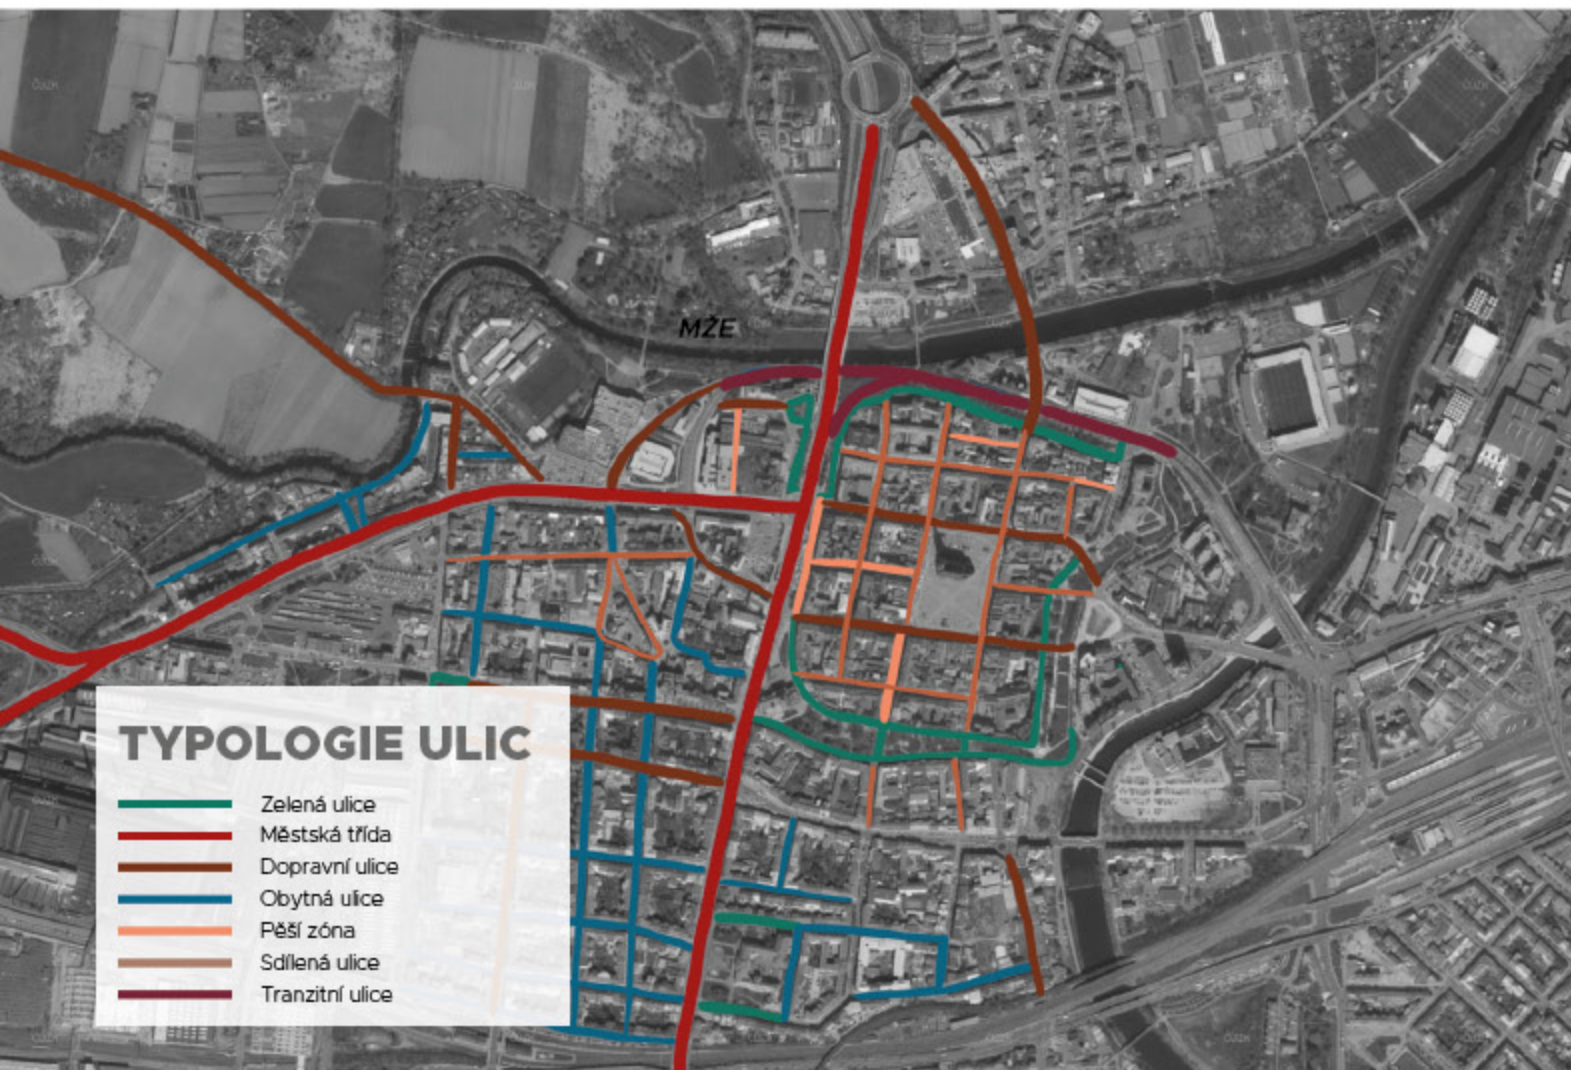 MŽE
TYPOLOGIE ULIC
Zelená ulice
Městská třída
Dopravní ulice
Obytná ulice
Pěší zóna
Sdílená ulice
Tranzitní ulice